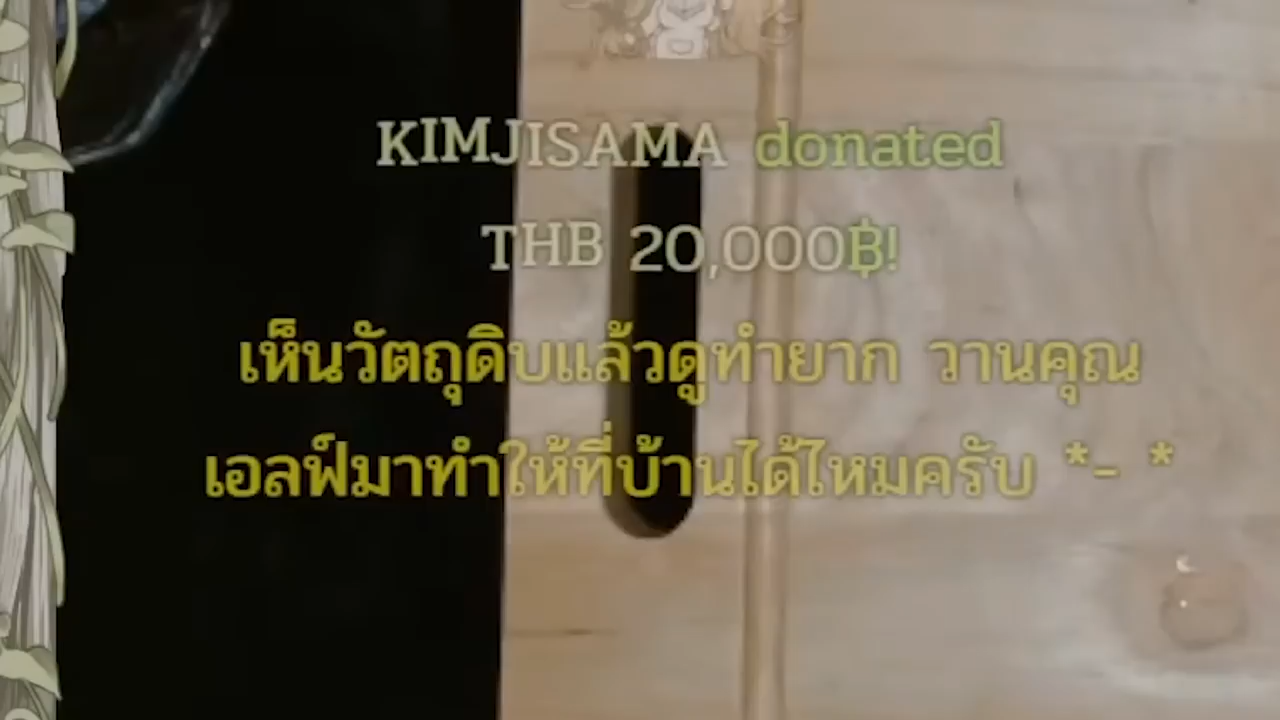 KIMJISAMA donated
THB 20,000฿!
เห็นวัตถุดิบแล้วดูทำยาก วานคุณ
เอลฟ์มาทำให้ที่บ้านได้ไหมครับ *- *